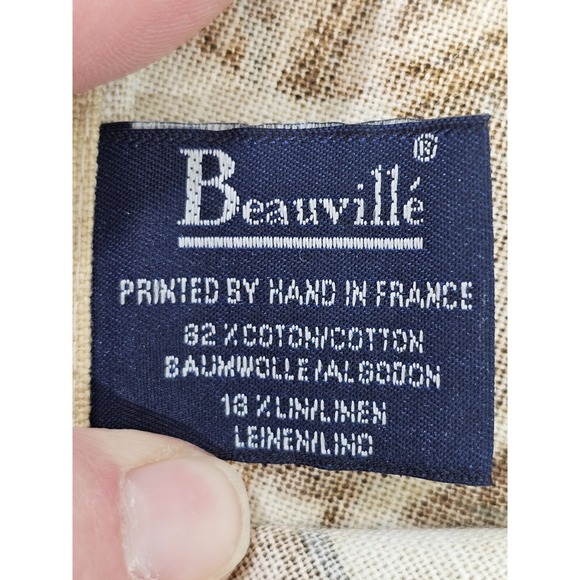 Beauvillé®
PRINTED BY HAND IN FRANCE
82 % COTON/COTTON
BAUMWOLLE/ALGODON
18 % LIN/LINEN
LEINEN/LINO